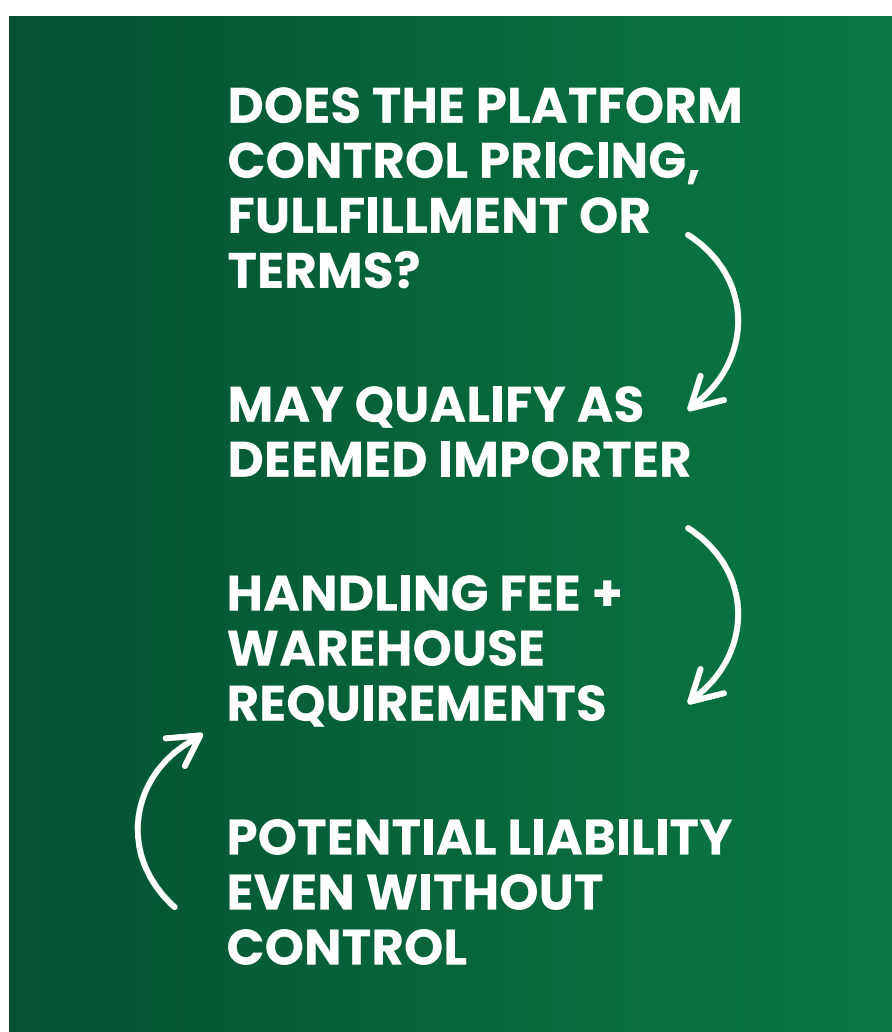 DOES THE PLATFORM
CONTROL PRICING,
FULLFILLMENT OR
TERMS?
MAY QUALIFY AS
DEEMED IMPORTER
HANDLING FEE +
WAREHOUSE
REQUIREMENTS
POTENTIAL LIABILITY
EVEN WITHOUT
CONTROL